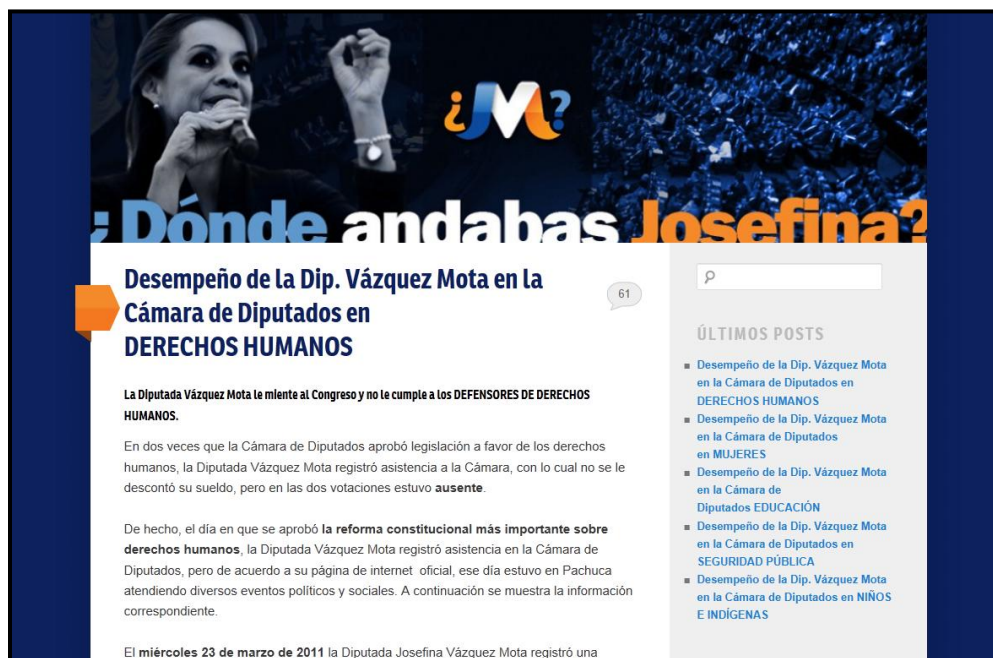 ¿JM?
¿Dónde andabas Josefina?
Desempeño de la Dip. Vázquez Mota en la
Cámara de Diputados en
DERECHOS HUMANOS
61
La Diputada Vázquez Mota le miente al Congreso y no le cumple a los DEFENSORES DE DERECHOS
HUMANOS.
En dos veces que la Cámara de Diputados aprobó legislación a favor de los derechos
humanos, la Diputada Vázquez Mota registró asistencia a la Cámara, con lo cual no se le
descontó su sueldo, pero en las dos votaciones estuvo ausente.
De hecho, el día en que se aprobó la reforma constitucional más importante sobre
derechos humanos, la Diputada Vázquez Mota registró asistencia en la Cámara de
Diputados, pero de acuerdo a su página de internet oficial, ese día estuvo en Pachuca
atendiendo diversos eventos políticos y sociales. A continuación se muestra la información
correspondiente.
El miércoles 23 de marzo de 2011 la Diputada Josefina Vázquez Mota registró una
ÚLTIMOS POSTS
Desempeño de la Dip. Vázquez Mota
en la Cámara de Diputados en
DERECHOS HUMANOS
Desempeño de la Dip. Vázquez Mota
en la Cámara de Diputados
en MUJERES
Desempeño de la Dip. Vázquez Mota
en la Cámara de
Diputados EDUCACIÓN
Desempeño de la Dip. Vázquez Mota
en la Cámara de Diputados en
SEGURIDAD PÚBLICA
Desempeño de la Dip. Vázquez Mota
en la Cámara de Diputados en NIÑOS
E INDÍGENAS